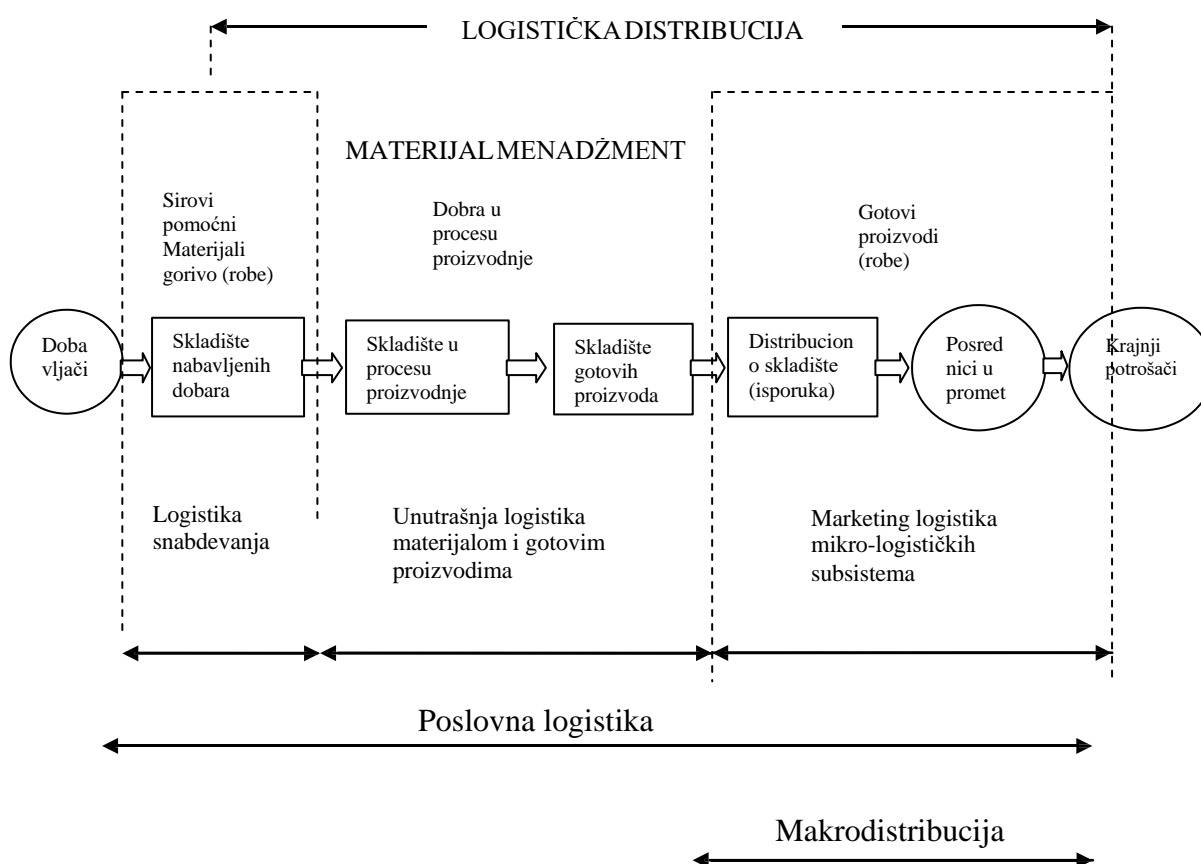 LOGISTIČKA DISTRIBUCIJA
MATERIJAL MENADŽMENT
Sirovi
pomoćni
Materijali
gorivo (robe)
Dobra u
procesu
proizvodnje
Gotovi
proizvodi
(robe)
Doba
vljači
Skladište
nabavljenih
dobara
Skladište u
procesu
proizvodnje
Skladište
gotovih
proizvoda
Distribucion
o skladište
(isporuka)
Posred
nici u
promet
Krajnji
potrošači
Logistika
snabdevanja
Unutrašnja logistika
materijalom i gotovim
proizvodima
Marketing logistika
mikro-logističkih
subsistema
Poslovna logistika
Makrodistribucija